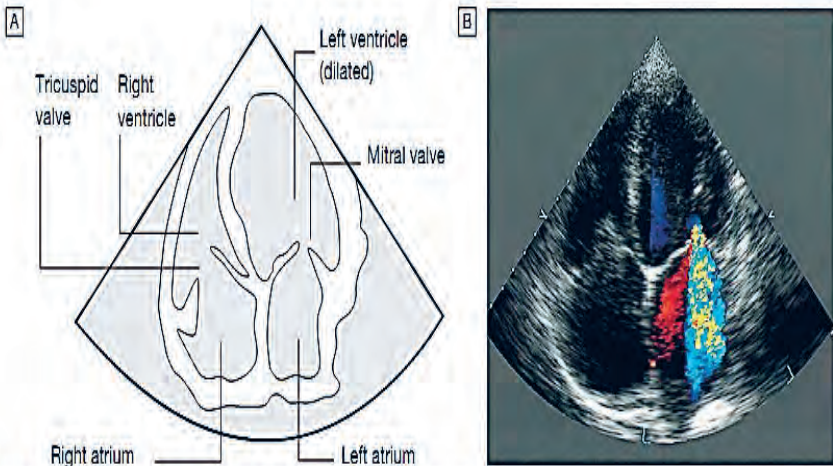 A
B
Left ventricle
(dilated)
Tricuspid
valve
Right
ventricle
Mitral valve
Right atrium
Left atrium